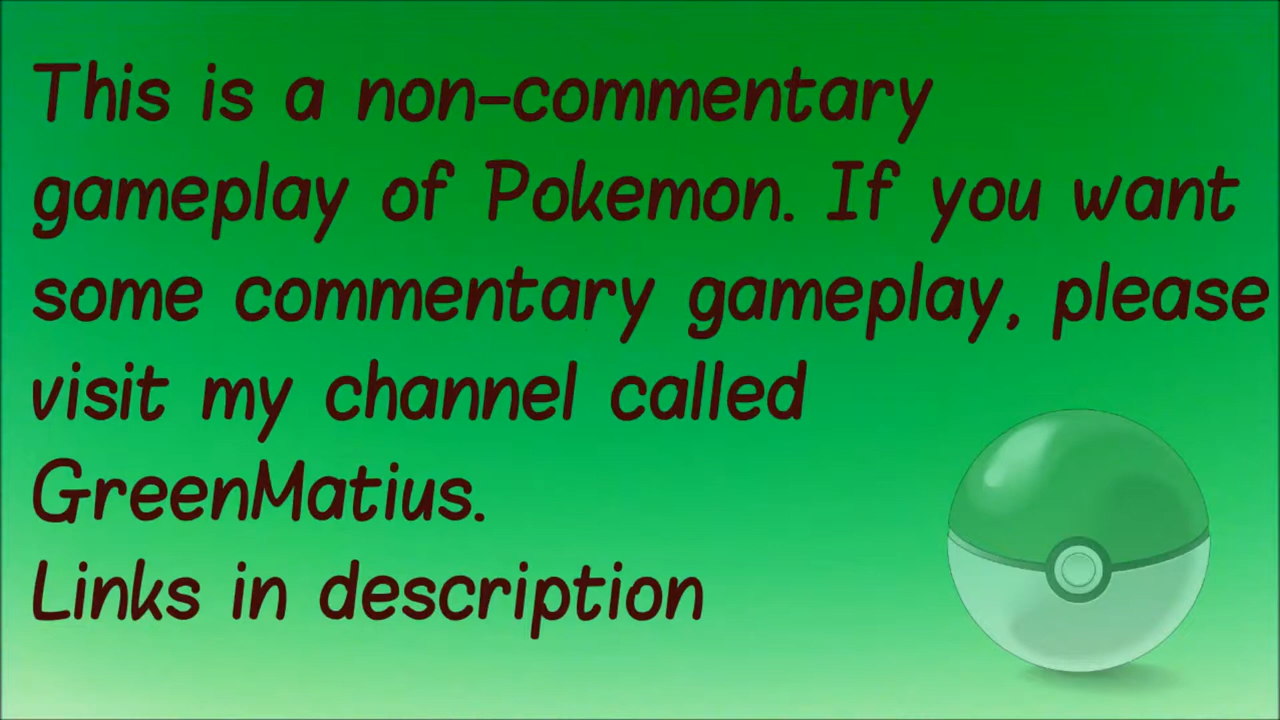 This is a non-commentary
gameplay of Pokemon. If you want
some commentary gameplay, please
visit my channel called
GreenMatius.
Links in description